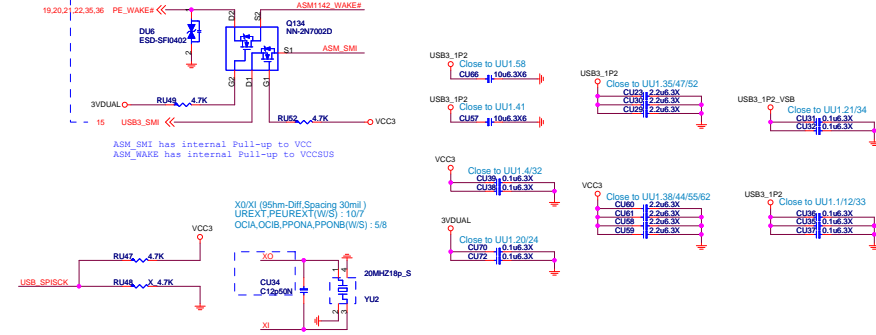 19,20,21,22,35,36 PE_WAKE#
DU6
ESD-SFI0402
2
D2
S2
ASM1142_WAKE#
Q134
NN-2N7002D
S1
ASM_SMI
G2
D1
G1
3VDUAL
RU49
4.7K
15 USB3_SMI
RU52
4.7K
VCC3
ASM_SMI has internal Pull-up to VCC
ASM_WAKE has internal Pull-up to VCCSUS
USB3_1P2
Close to UU1.58
CU66
10u6.3X6
USB3_1P2
Close to UU1.41
CU57
10u6.3X6
USB3_1P2
Close to UU1.35/47/52
CU23
2.2u6.3X
CU30
2.2u6.3X
CU29
2.2u6.3X
USB3_1P2_VSB
Close to UU1.21/34
CU31
0.1u6.3X
CU32
0.1u6.3X
VCC3
Close to UU1.4/32
CU39
0.1u6.3X
CU38
0.1u6.3X
VCC3
Close to UU1.38/44/55/62
CU60
2.2u6.3X
CU61
2.2u6.3X
CU58
2.2u6.3X
CU59
2.2u6.3X
USB3_1P2
Close to UU1.1/12/33
CU36
0.1u6.3X
CU35
0.1u6.3X
CU37
0.1u6.3X
3VDUAL
Close to UU1.20/24
CU70
0.1u6.3X
CU72
0.1u6.3X
X0/XI (95hm-Diff,Spacing 30mil )
UREXT,PEUREXT(W/S) : 10/7
OCIA,OCIB,PPONA,PPONB(W/S) : 5/8
VCC3
RU47
4.7K
USB_SPISCK
RU48
X_4.7K
XO
CU34
C12p50N
XI
1
4
2
3
20MHZ18p_S
YU2